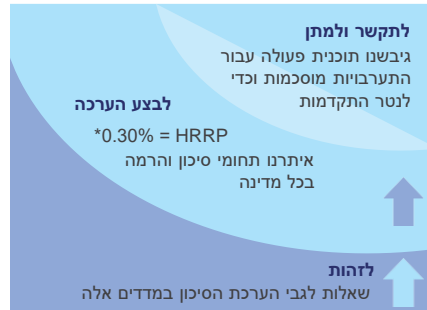 לתקשר ולמתן
גיבשנו תוכנית פעולה עבור
התערבויות מוסכמות וכדי
לנטר התקדמות
לבצע הערכה
*0.30% = HRRP
איתרנו תחומי סיכון והרמה
בכל מדינה
לזהות
שאלות לגבי הערכת הסיכון במדדים אלה